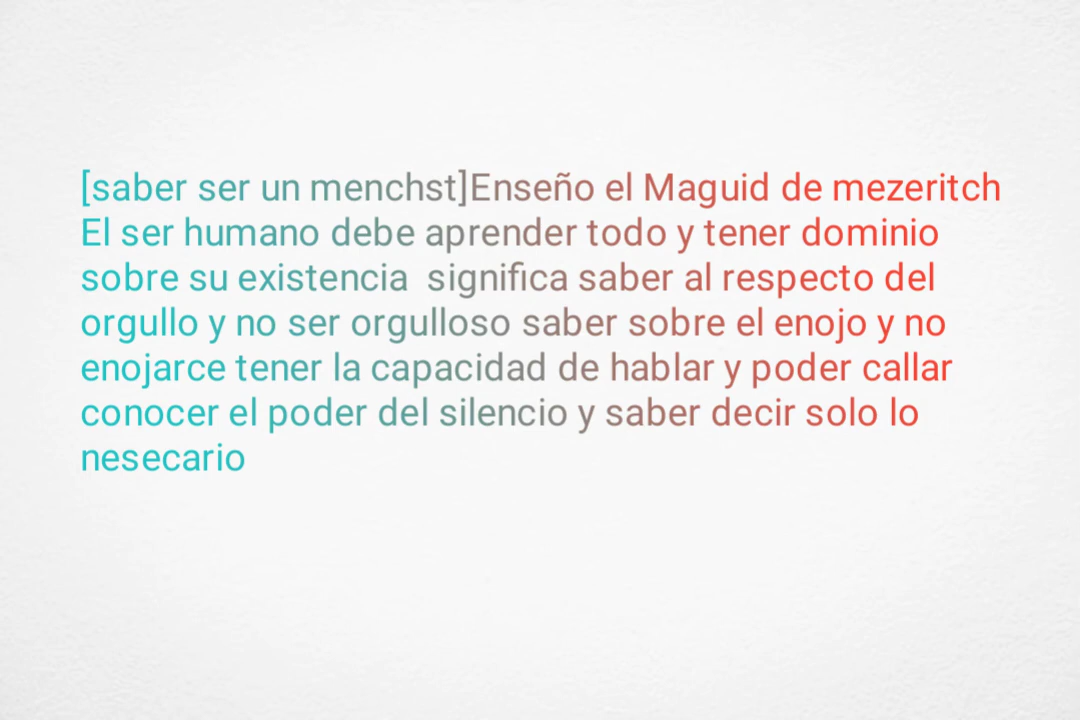 [saber ser un menchst]Enseño el Maguid de mezeritch
El ser humano debe aprender todo y tener dominio
sobre su existencia  significa saber al respecto del
orgullo y no ser orgulloso saber sobre el enojo y no
enojarce tener la capacidad de hablar y poder callar
conocer el poder del silencio y saber decir solo lo
nesecario